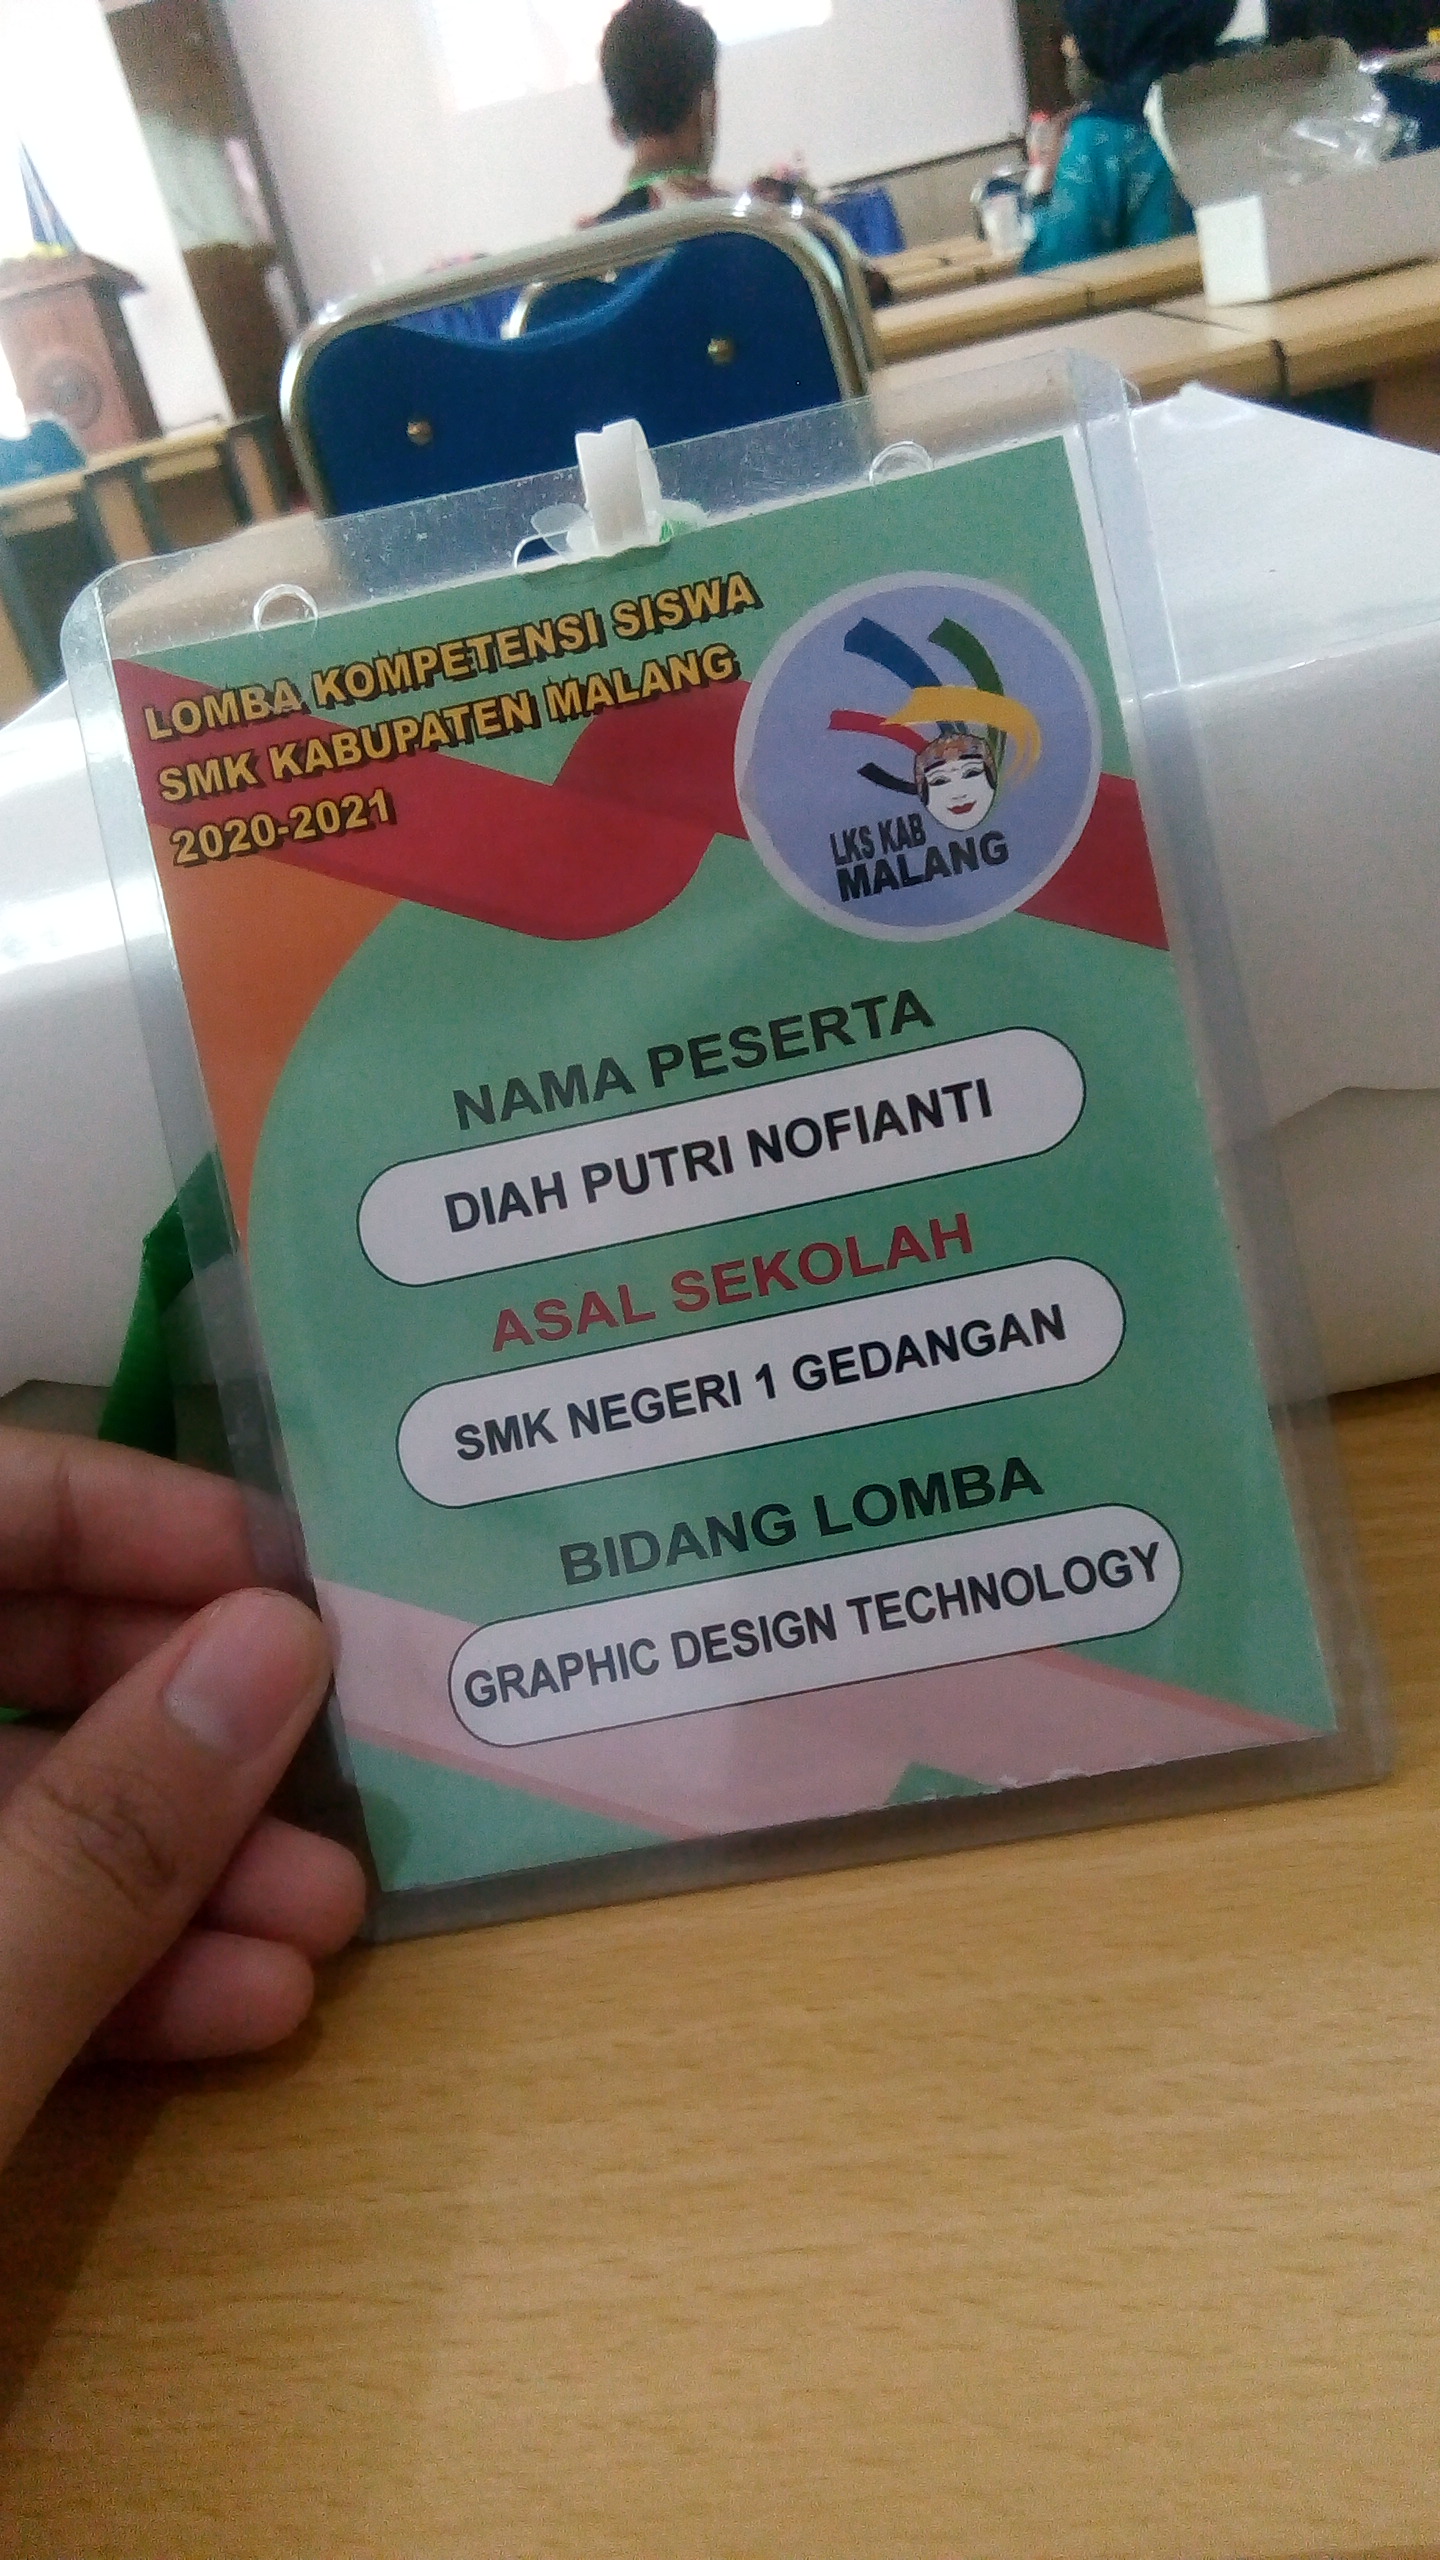 LOMBA KOMPETENSI SISWA
SMK KABUPATEN MALANG
2020-2021
LKS KAB
MALANG
NAMA PESERTA
DIAH PUTRI NOFIANTI
ASAL SEKOLAH
SMK NEGERI 1 GEDANGAN
BIDANG LOMBA
GRAPHIC DESIGN TECHNOLOGY